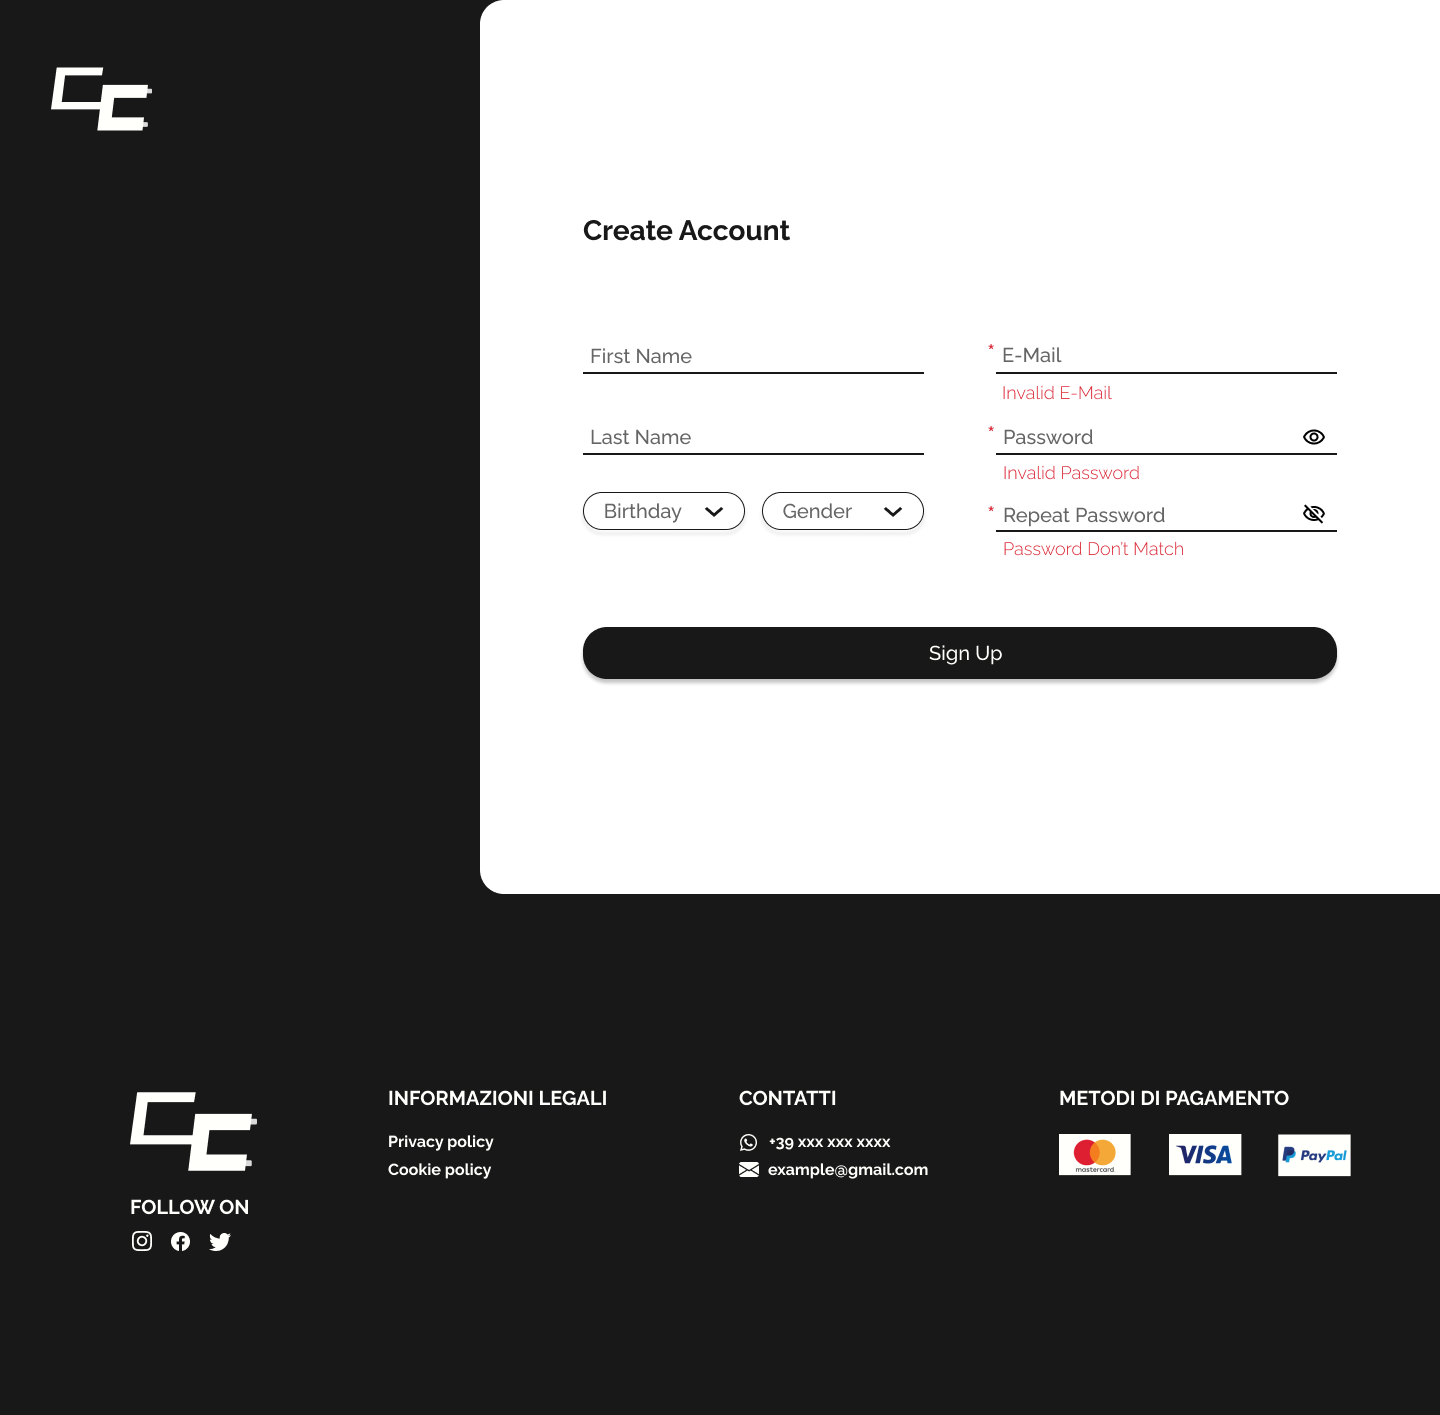 CC
Create Account
First Name
Last Name
Birthday
Gender
* E-Mail
Invalid E-Mail
* Password
Invalid Password
* Repeat Password
Password Don't Match
Sign Up
CC
FOLLOW ON
INFORMAZIONI LEGALI
Privacy policy
Cookie policy
CONTATTI
+39 xxx xxx xxxx
example@gmail.com
METODI DI PAGAMENTO
mastercard
VISA
PayPal